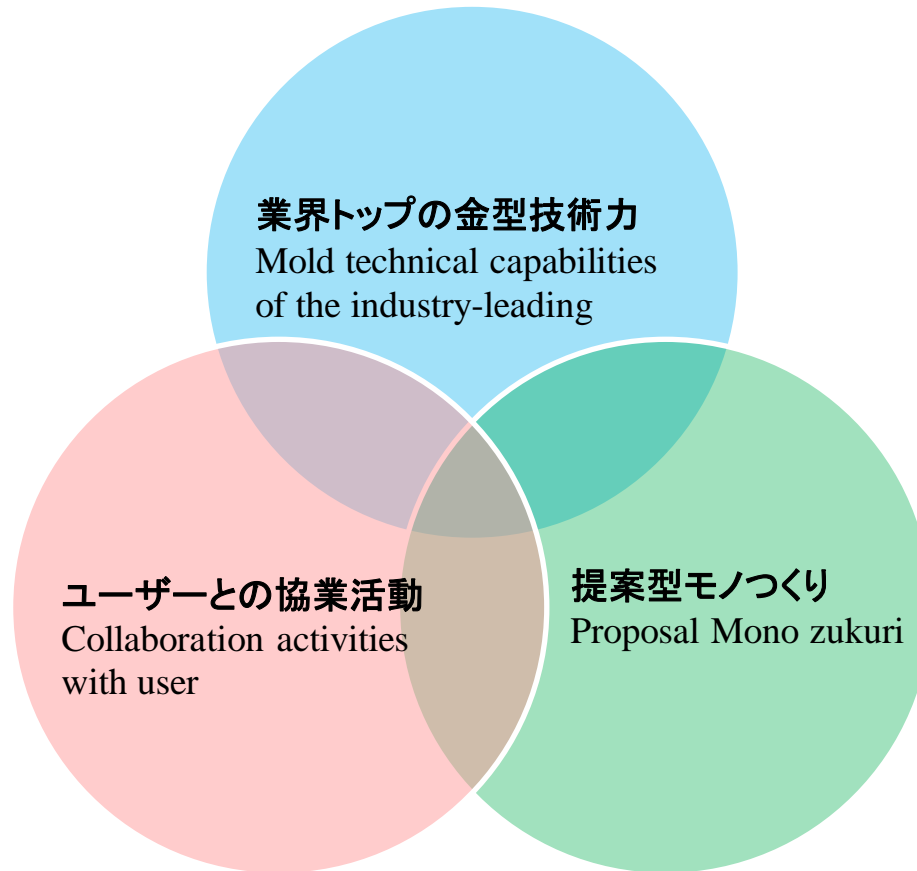 業界トップの金型技術力
Mold technical capabilities
of the industry-leading
ユーザーとの協業活動
Collaboration activities
with user
提案型モノつくり
Proposal Mono zukuri